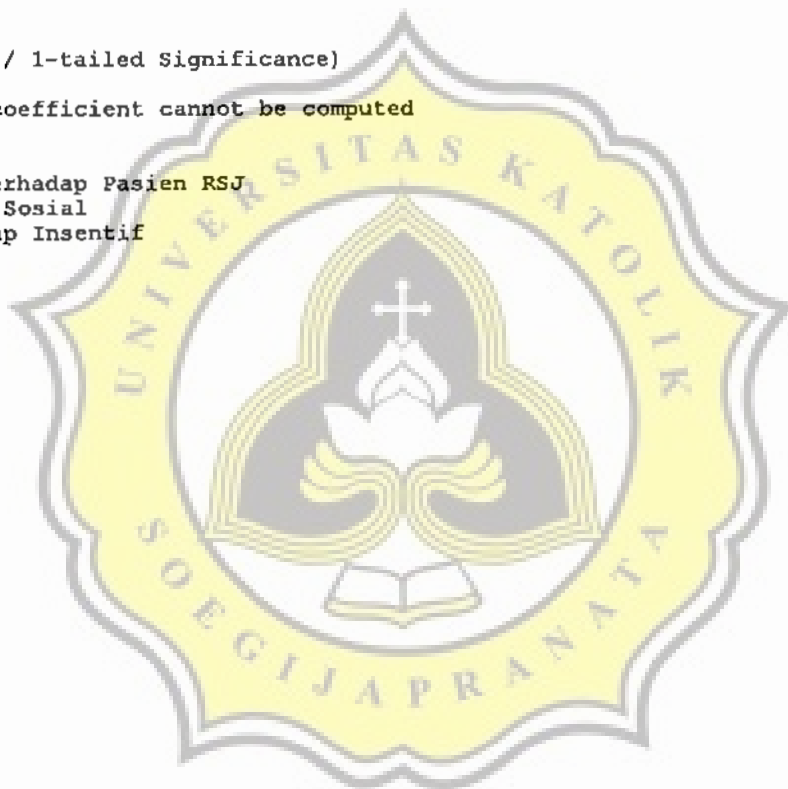 / 1-tailed Significance)
coefficient cannot be computed
erhadap Pasien RSJ
Sosial
ap Insentif
UNIVERSITAS KATOLIK
SOEGIJAPRANATA